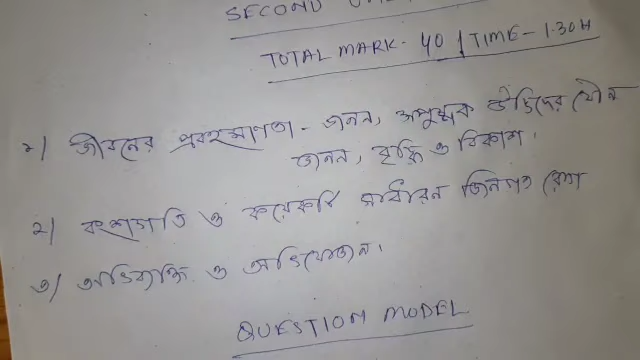 SECOND
TOTAL MARK - 40 / TIME - 1.30H
১) জীবনের প্রবহমানতা - জনন, অপুষ্পক উদ্ভিদের যৌন
জনন, বৃদ্ধি ও বিকাশ।
২) বংশগতি ও কয়েকটি সাধারন জিনগত রোগ
৩) অভিব্যক্তি ও অভিযোজন।
QUESTION MODEL